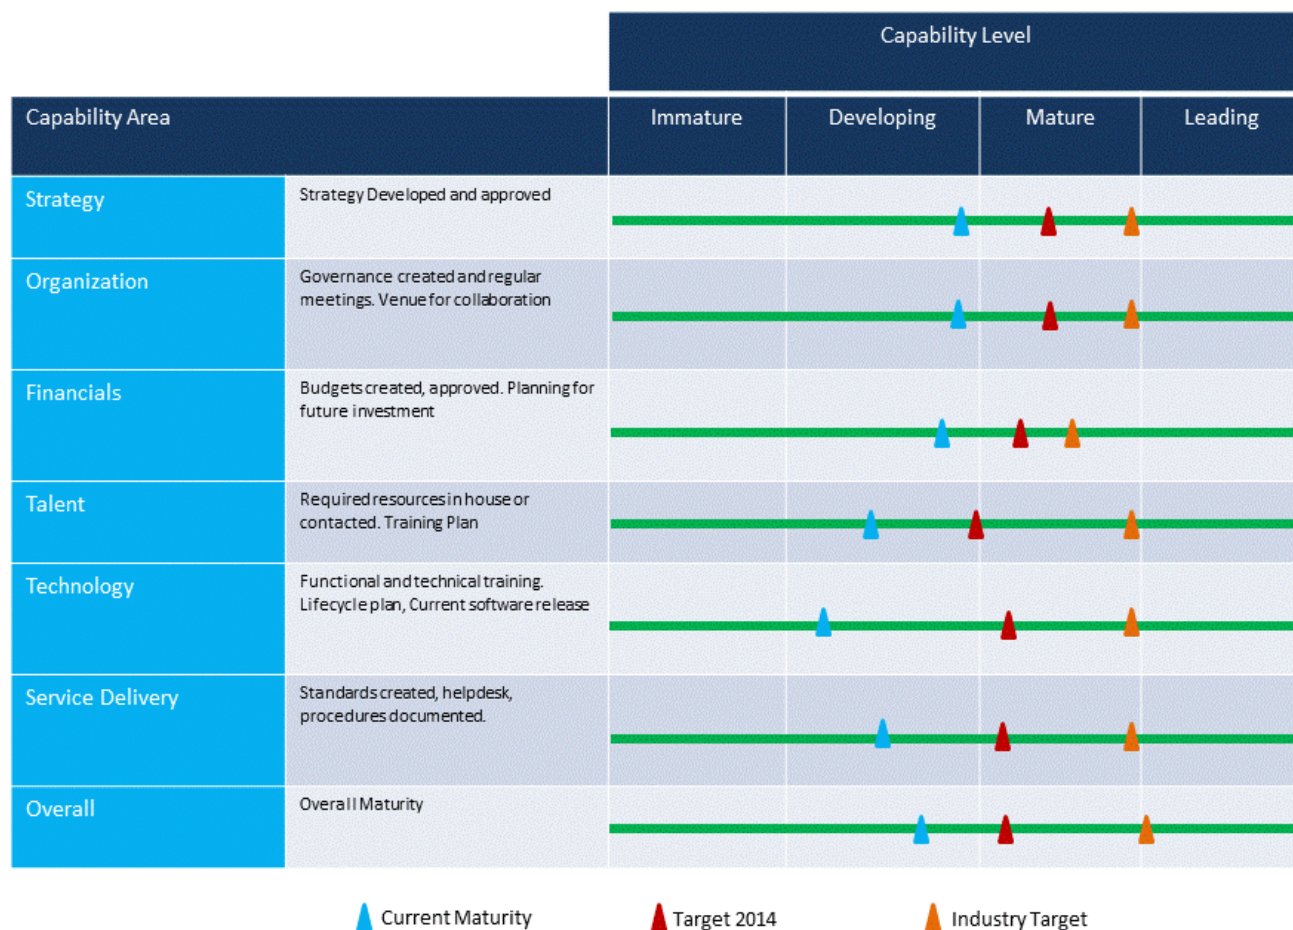 Capability Level
Capability Area
Immature
Developing
Mature
Leading
Strategy
Strategy Developed and approved
Organization
Governance created and regular
meetings. Venue for collaboration
Financials
Budgets created, approved. Planning for
future investment
Talent
Required resources in house or
contacted. Training Plan
Technology
Functional and technical training.
Lifecycle plan, Current software release
Service Delivery
Standards created, helpdesk,
procedures documented.
Overall
Overall Maturity
Current Maturity
Target 2014
Industry Target